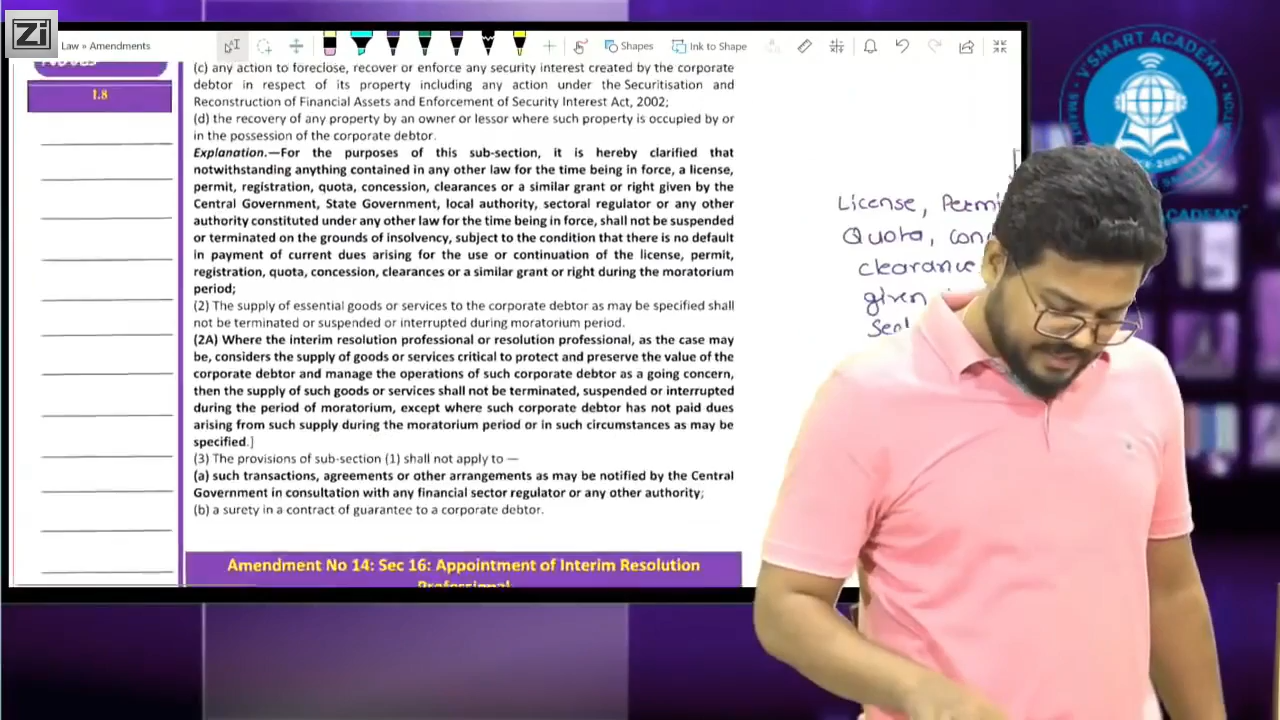 Zi
Law » Amendments
Shapes
Ink to Shape
Notes
1.8
(c) any action to foreclose, recover or enforce any security interest created by the corporate
debtor in respect of its property including any action under the Securitisation and
Reconstruction of Financial Assets and Enforcement of Security Interest Act, 2002;
(d) the recovery of any property by an owner or lessor where such property is occupied by or
in the possession of the corporate debtor.
Explanation.—For the purposes of this sub-section, it is hereby clarified that
notwithstanding anything contained in any other law for the time being in force, a license,
permit, registration, quota, concession, clearances or a similar grant or right given by the
Central Government, State Government, local authority, sectoral regulator or any other
authority constituted under any other law for the time being in force, shall not be suspended
or terminated on the grounds of insolvency, subject to the condition that there is no default
in payment of current dues arising for the use or continuation of the license, permit,
registration, quota, concession, clearances or a similar grant or right during the moratorium
period;
(2) The supply of essential goods or services to the corporate debtor as may be specified shall
not be terminated or suspended or interrupted during moratorium period.
(2A) Where the interim resolution professional or resolution professional, as the case may
be, considers the supply of goods or services critical to protect and preserve the value of the
corporate debtor and manage the operations of such corporate debtor as a going concern,
then the supply of such goods or services shall not be terminated, suspended or interrupted
during the period of moratorium, except where such corporate debtor has not paid dues
arising from such supply during the moratorium period or in such circumstances as may be
specified.]
(3) The provisions of sub-section (1) shall not apply to —
(a) such transactions, agreements or other arrangements as may be notified by the Central
Government in consultation with any financial sector regulator or any other authority;
(b) a surety in a contract of guarantee to a corporate debtor.
Amendment No 14: Sec 16: Appointment of Interim Resolution
Professional
License, Permi
Quota, con
clearance
given
V'SMART ACADEMY
ACADEMY